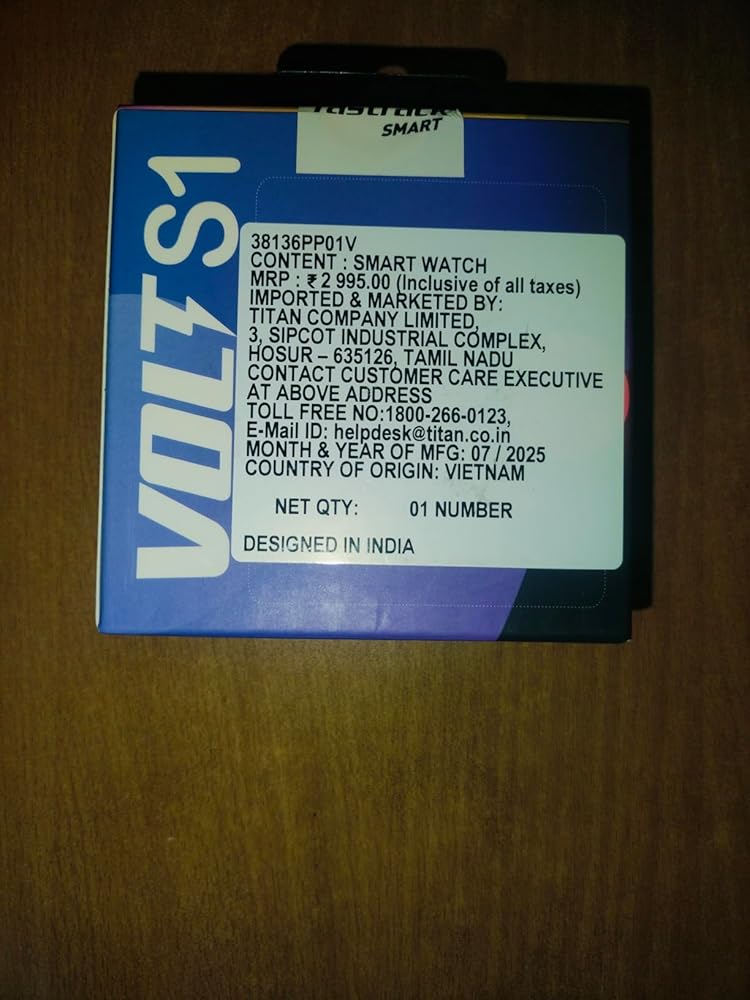 fastrack
SMART
VOLT S1
38136PP01V
CONTENT : SMART WATCH
MRP : ₹ 2 995.00 (Inclusive of all taxes)
IMPORTED & MARKETED BY:
TITAN COMPANY LIMITED,
3, SIPCOT INDUSTRIAL COMPLEX,
HOSUR – 635126, TAMIL NADU
CONTACT CUSTOMER CARE EXECUTIVE
AT ABOVE ADDRESS
TOLL FREE NO:1800-266-0123,
E-Mail ID: helpdesk@titan.co.in
MONTH & YEAR OF MFG: 07 / 2025
COUNTRY OF ORIGIN: VIETNAM
NET QTY: 01 NUMBER
DESIGNED IN INDIA